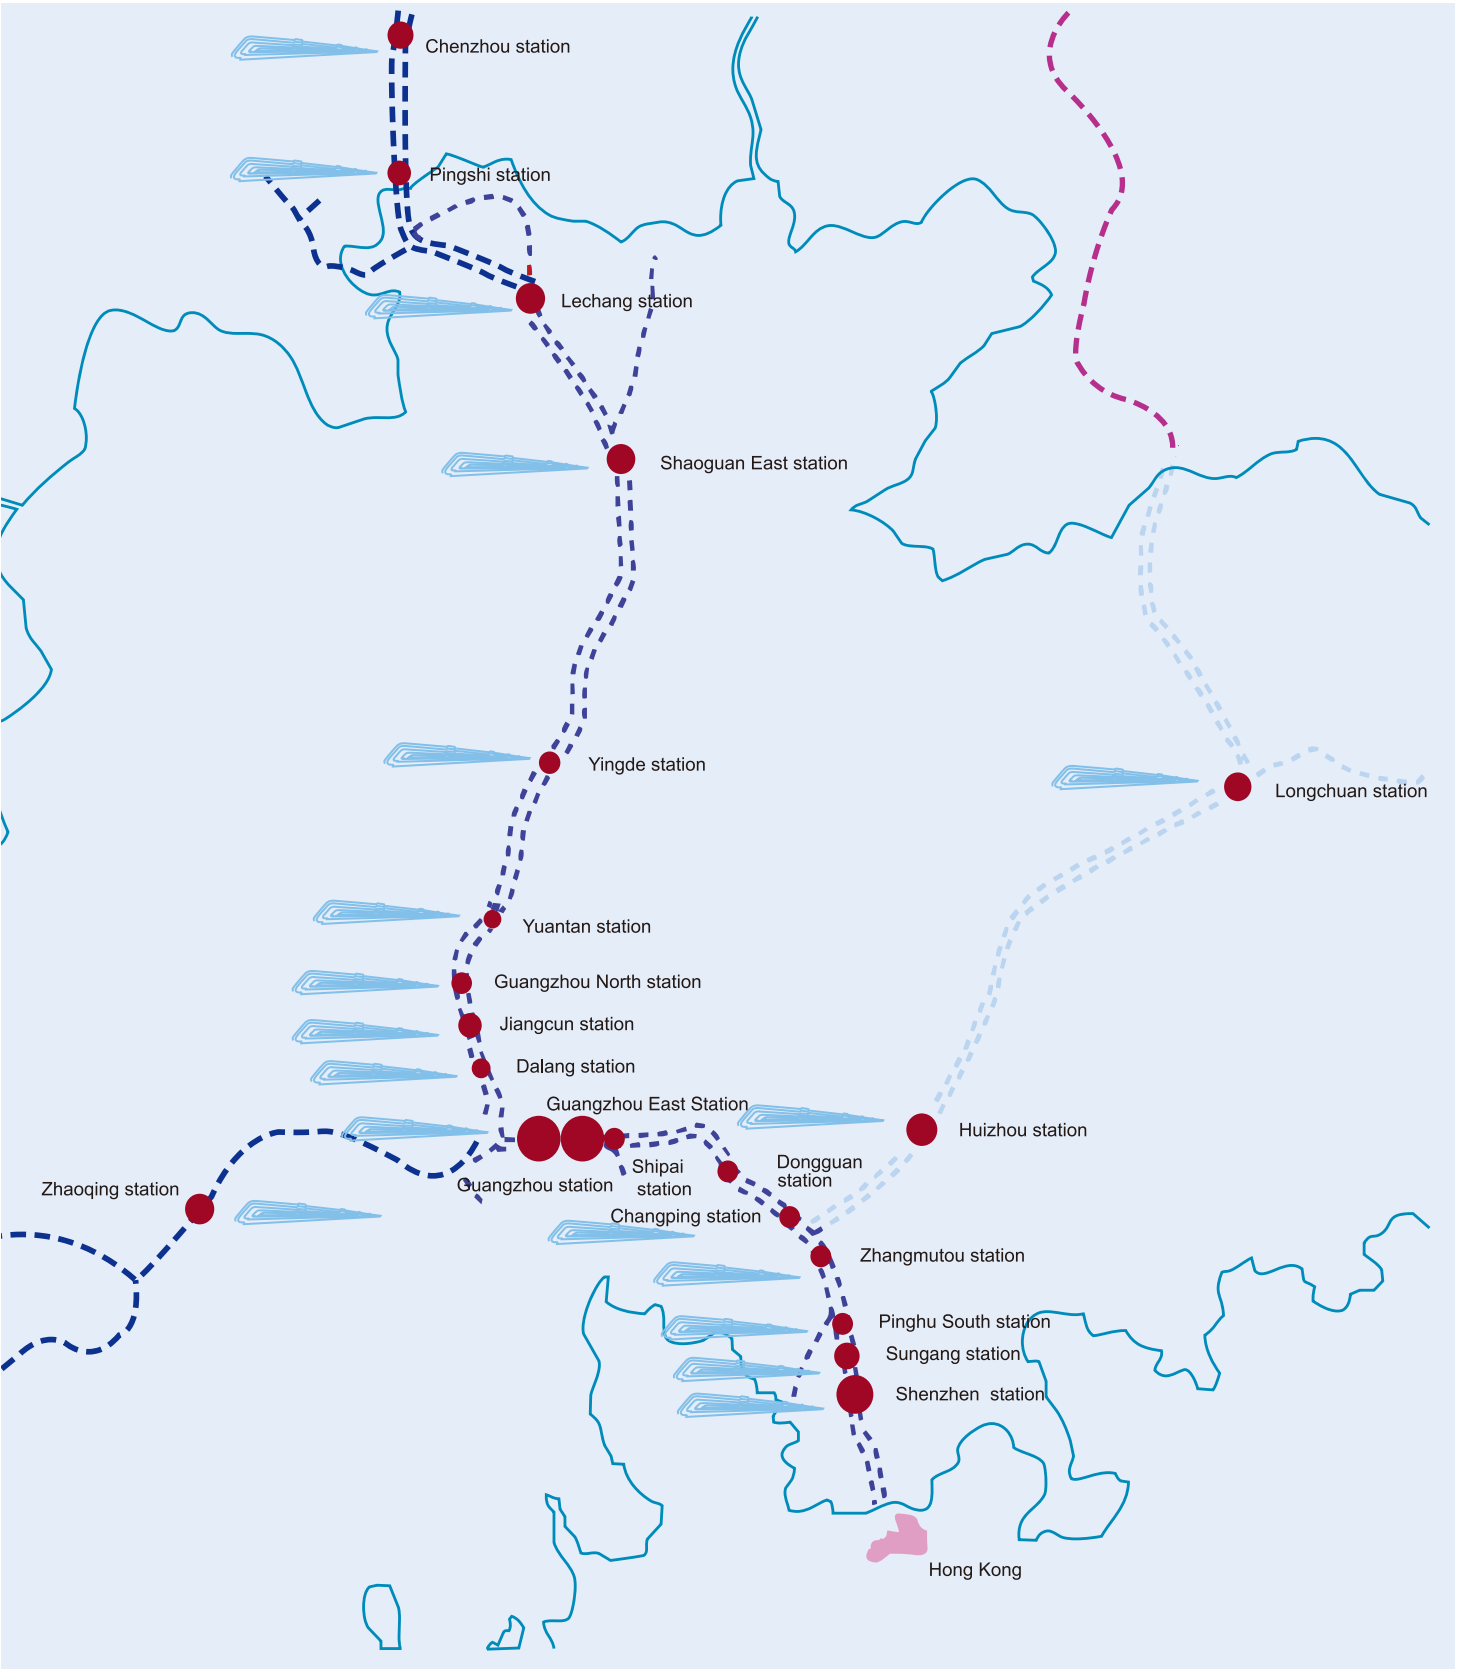 Chenzhou station
Pingshi station
Lechang station
Shaoguan East station
Yingde station
Longchuan station
Yuantan station
Guangzhou North station
Jiangcun station
Dalang station
Guangzhou East Station
Huizhou station
Shipai
station
Dongguan
station
Guangzhou station
Zhaoqing station
Changping station
Zhangmutou station
Pinghu South station
Sungang station
Shenzhen station
Hong Kong